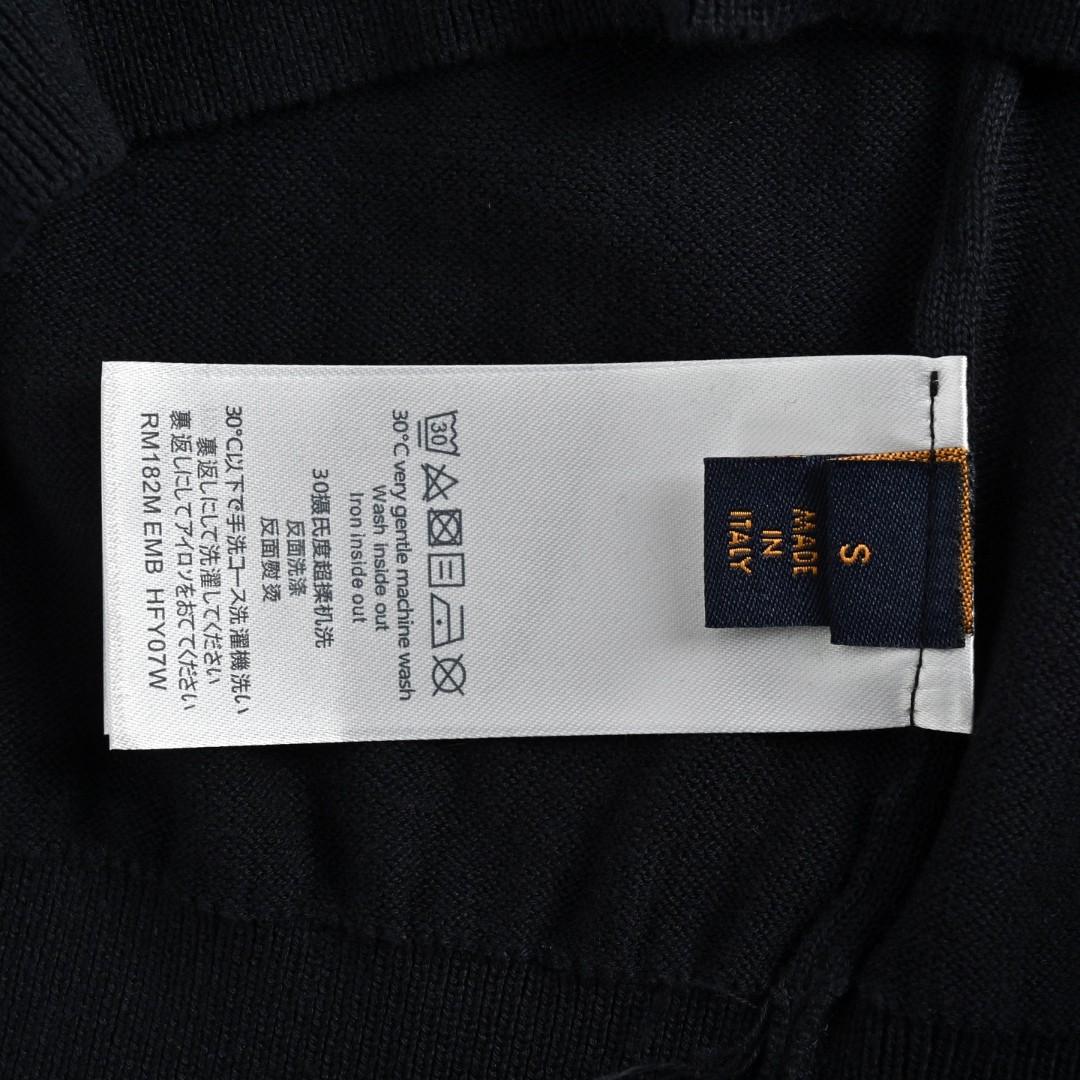 30
30°C very gentle machine wash
Wash inside out
Iron inside out
30摄氏度超揉机洗
反面洗涤
反面熨烫
30°C以下で手洗コース洗濯機洗い
裏返しにして洗濯してください
裏返しにしてアイロソをおててください
RM182M EMB HFY07W
S
MADE
IN
ITALY